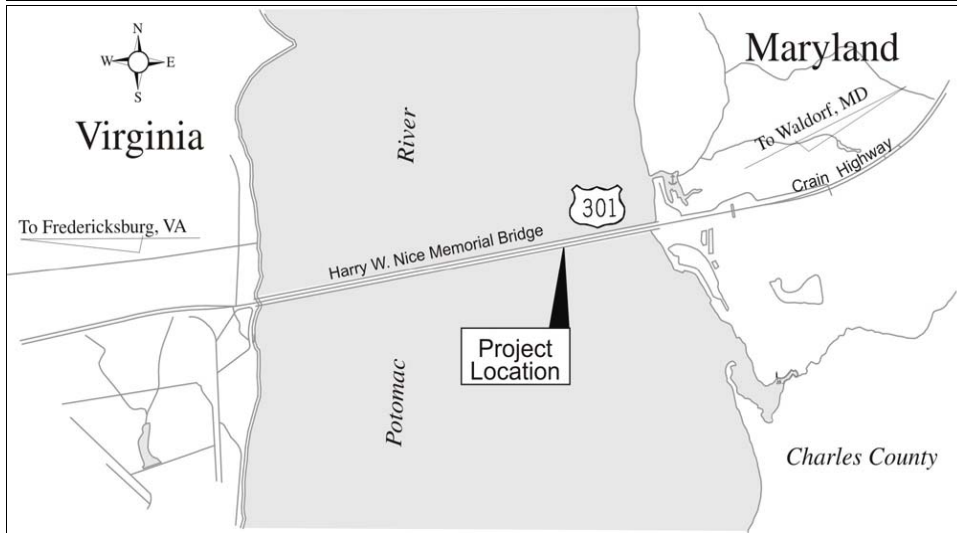 N
W E
S
Virginia
Maryland
River
To Waldorf, MD
Crain Highway
301
To Fredericksburg, VA
Harry W. Nice Memorial Bridge
Project
Location
Potomac
Charles County